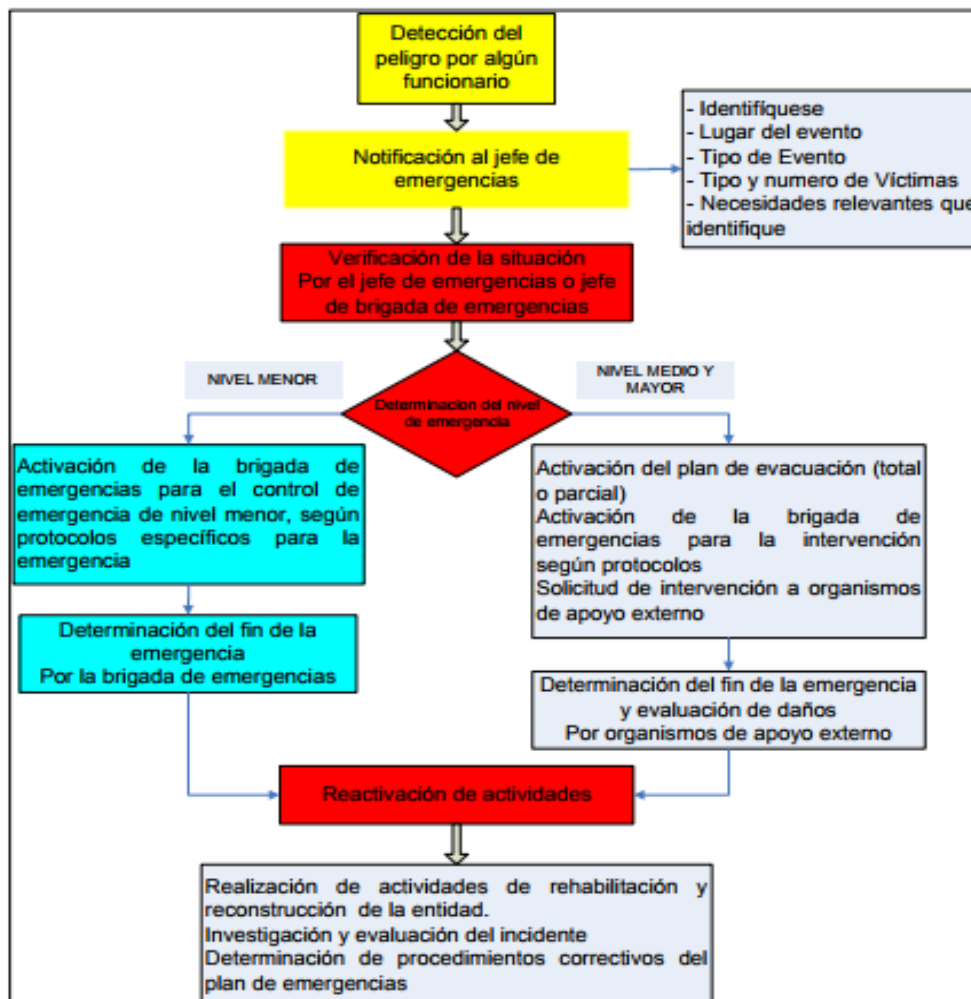 Detección del
peligro por algún
funcionario
Notificación al jefe de
emergencias
- Identifíquese
- Lugar del evento
- Tipo de Evento
- Tipo y numero de Víctimas
- Necesidades relevantes que
identifique
Verificación de la situación
Por el jefe de emergencias o jefe
de brigada de emergencias
Determinacion del nivel
de emergencia
NIVEL MENOR
NIVEL MEDIO Y
MAYOR
Activación de la brigada de
emergencias para el control de
emergencia de nivel menor, según
protocolos específicos para la
emergencia
Determinación del fin de la
emergencia
Por la brigada de emergencias
Activación del plan de evacuación (total
o parcial)
Activación de la brigada de
emergencias para la intervención
según protocolos
Solicitud de intervención a organismos
de apoyo externo
Determinación del fin de la emergencia
y evaluación de daños
Por organismos de apoyo externo
Reactivación de actividades
Realización de actividades de rehabilitación y
reconstrucción de la entidad.
Investigación y evaluación del incidente
Determinación de procedimientos correctivos del
plan de emergencias